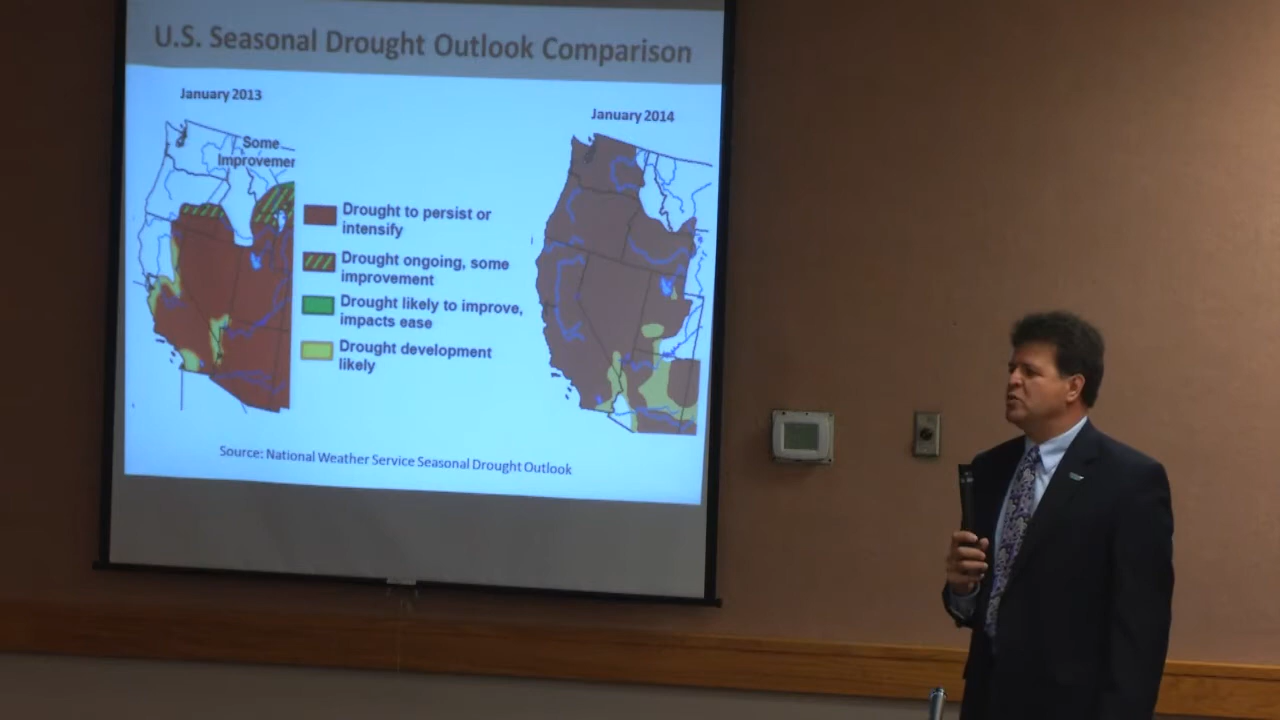 U.S. Seasonal Drought Outlook Comparison
January 2013
January 2014
Some
Improvemen
Drought to persist or
intensify
Drought ongoing, some
improvement
Drought likely to improve,
impacts ease
Drought development
likely
Source: National Weather Service Seasonal Drought Outlook